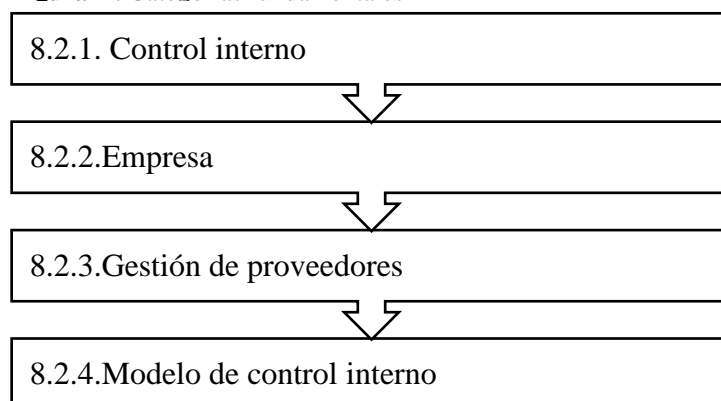 8.2.1. Control interno
8.2.2.Empresa
8.2.3.Gestión de proveedores
8.2.4.Modelo de control interno